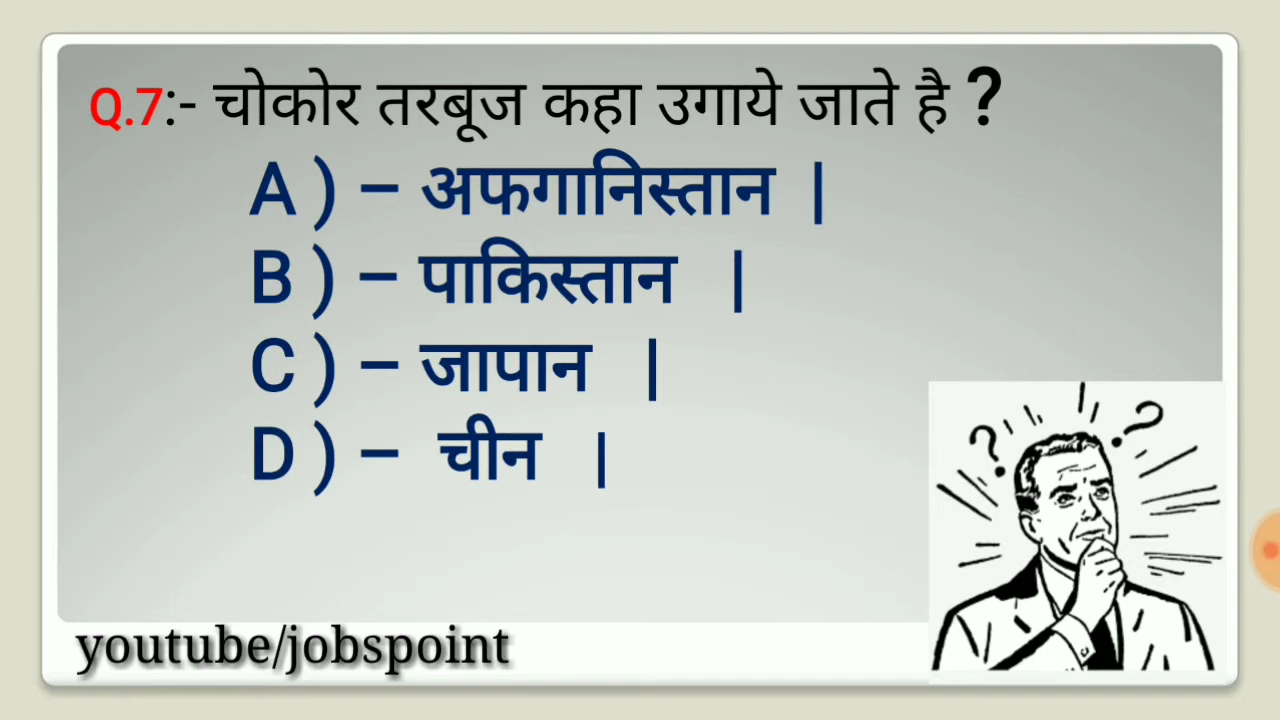 Q.7:- चोकोर तरबूज कहा उगाये जाते है ?
A ) – अफगानिस्तान |
B ) – पाकिस्तान |
C ) – जापान |
D ) – चीन |
youtube/jobspoint